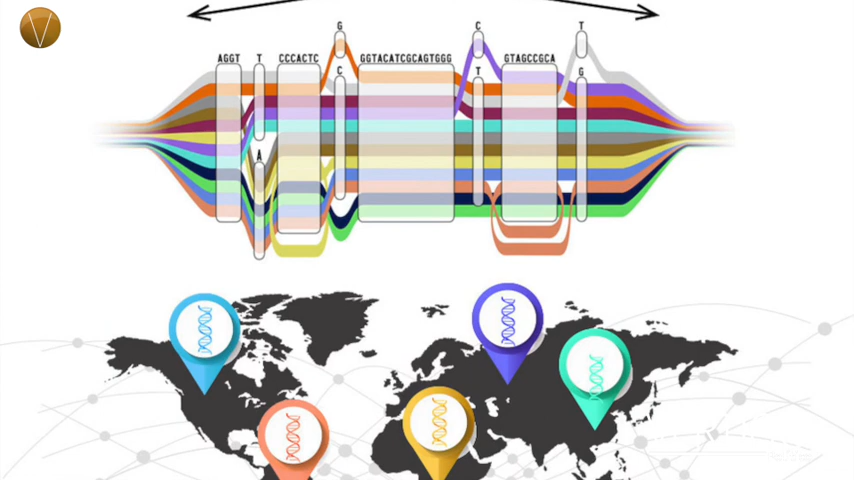 G C T
AGGT T CCCACTC GGTACATCGCAGTGGG GTAGCCGCA
C T G
A
V